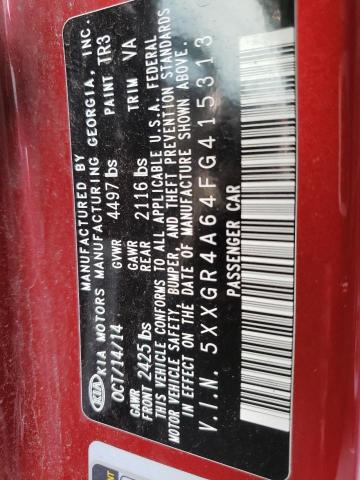 MANUFACTURED BY
KIA KIA MOTORS MANUFACTURING GEORGIA, INC.
OCT/14/14 GVWR 4497 lbs PAINT TR3
GAWR FRONT 2425 lbs GAWR REAR 2116 lbs TRIM VA
THIS VEHICLE CONFORMS TO ALL APPLICABLE U.S.A. FEDERAL
MOTOR VEHICLE SAFETY, BUMPER, AND THEFT PREVENTION STANDARDS
IN EFFECT ON THE DATE OF MANUFACTURE SHOWN ABOVE.
V.I.N. 5XXGR4A64FG415313
PASSENGER CAR